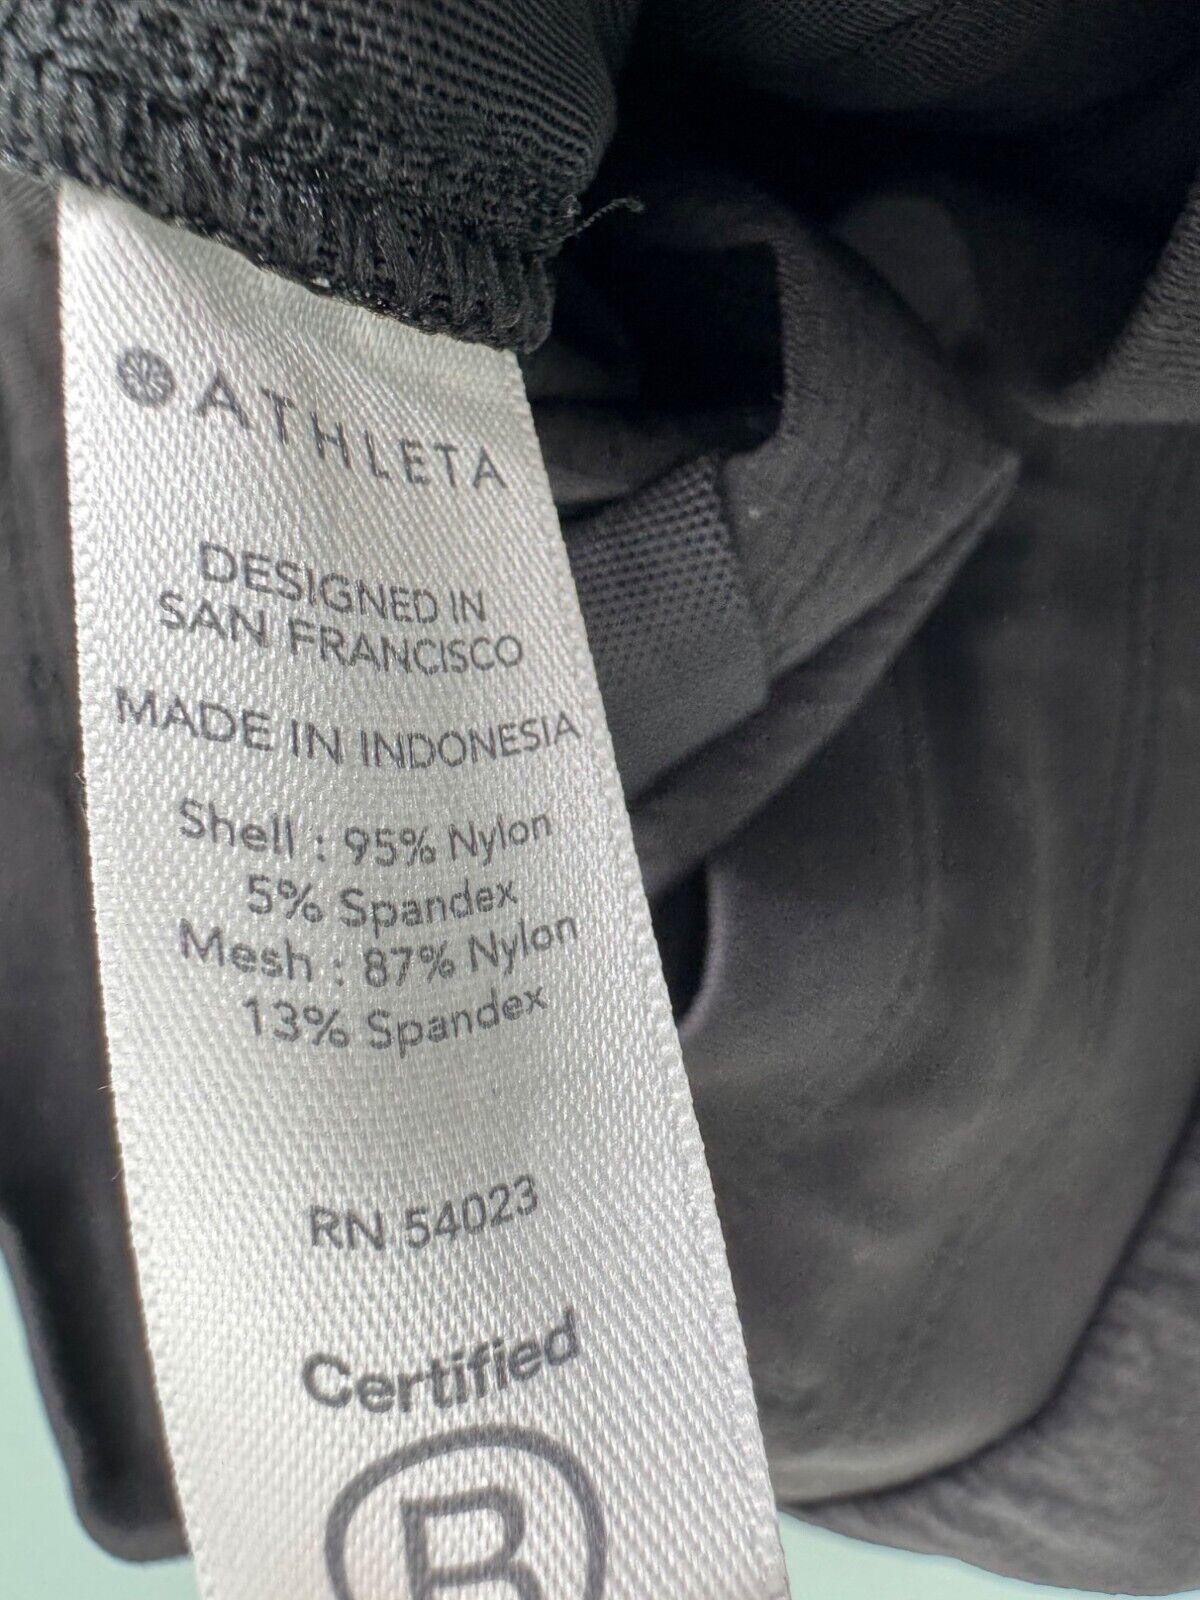 ATHLETA
DESIGNED IN
SAN FRANCISCO
MADE IN INDONESIA
Shell : 95% Nylon
5% Spandex
Mesh : 87% Nylon
13% Spandex
RN 54023
Certified
B